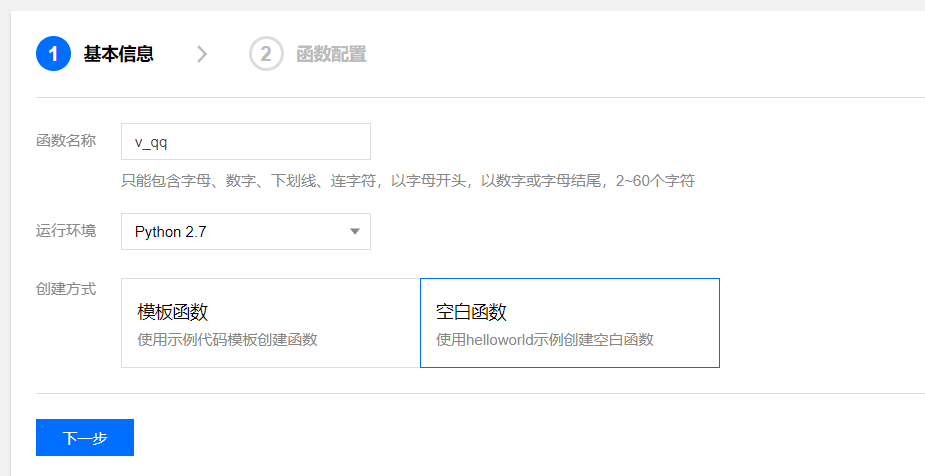 1 基本信息 2 函数配置
函数名称 v_qq
只能包含字母、数字、下划线、连字符，以字母开头，以数字或字母结尾，2~60个字符
运行环境 Python 2.7
创建方式
模板函数 空白函数
使用示例代码模板创建函数 使用helloworld示例创建空白函数
下一步